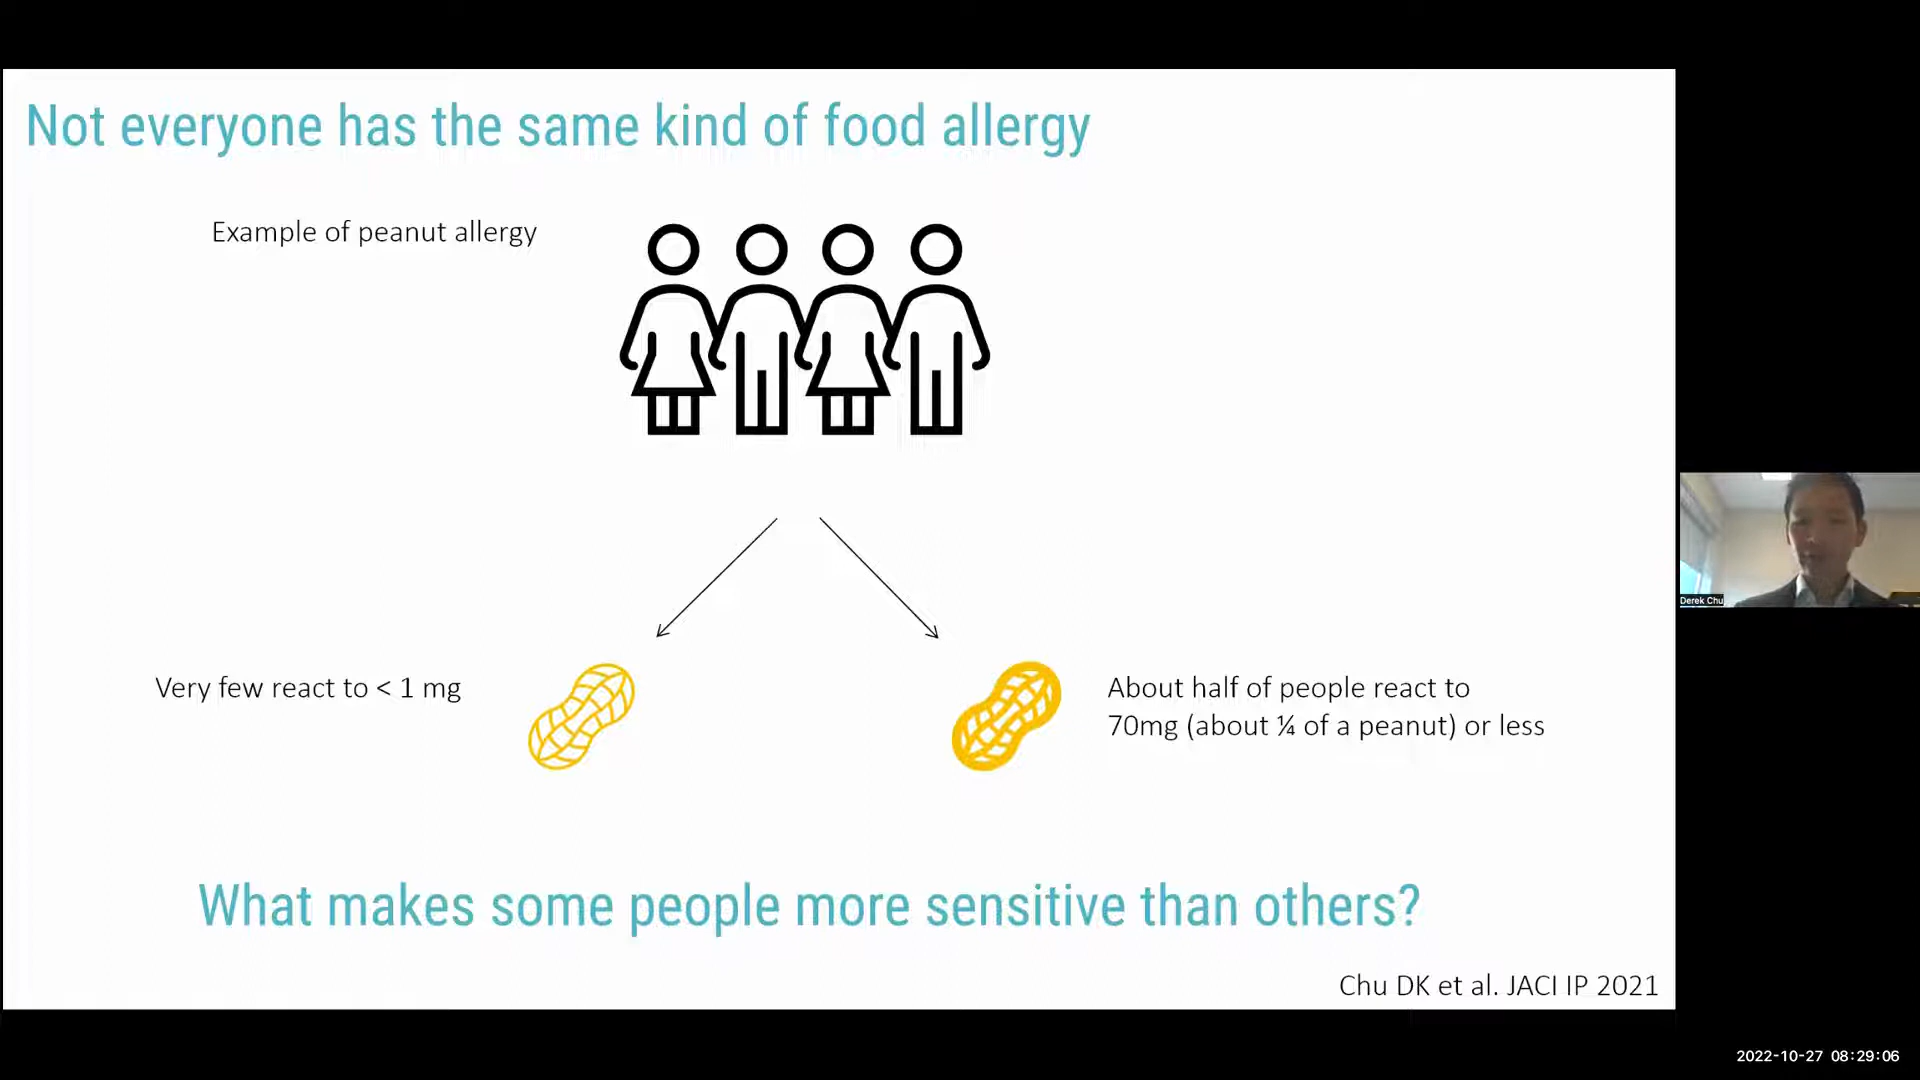 Not everyone has the same kind of food allergy
Example of peanut allergy
Very few react to < 1 mg
About half of people react to
70mg (about ¼ of a peanut) or less
What makes some people more sensitive than others?
Chu DK et al. JACI IP 2021
Derek Chu
2022-10-27 08:29:06